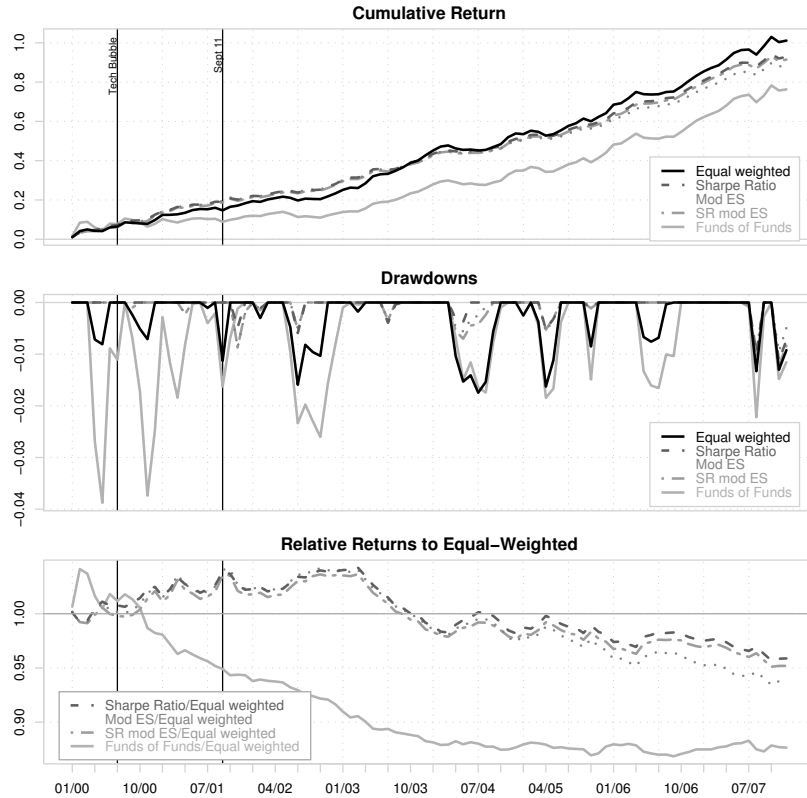 Cumulative Return
1.0
0.8
0.6
0.4
0.2
0.0
Tech Bubble
Sept 11
Equal weighted
Sharpe Ratio
Mod ES
SR mod ES
Funds of Funds
Drawdowns
0.00
−0.01
−0.02
−0.03
−0.04
Equal weighted
Sharpe Ratio
Mod ES
SR mod ES
Funds of Funds
Relative Returns to Equal−Weighted
1.00
0.95
0.90
Sharpe Ratio/Equal weighted
Mod ES/Equal weighted
SR mod ES/Equal weighted
Funds of Funds/Equal weighted
01/00 10/00 07/01 04/02 01/03 10/03 07/04 04/05 01/06 10/06 07/07